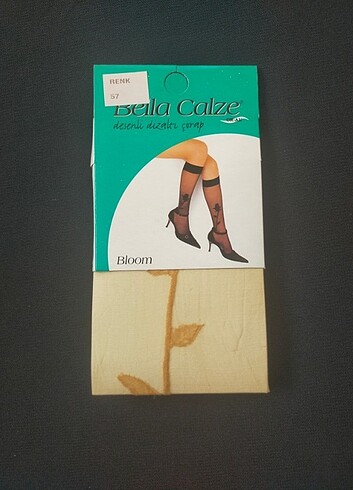 RENK
57
Bella Calze®
desenli dizaltı çorap
Bloom